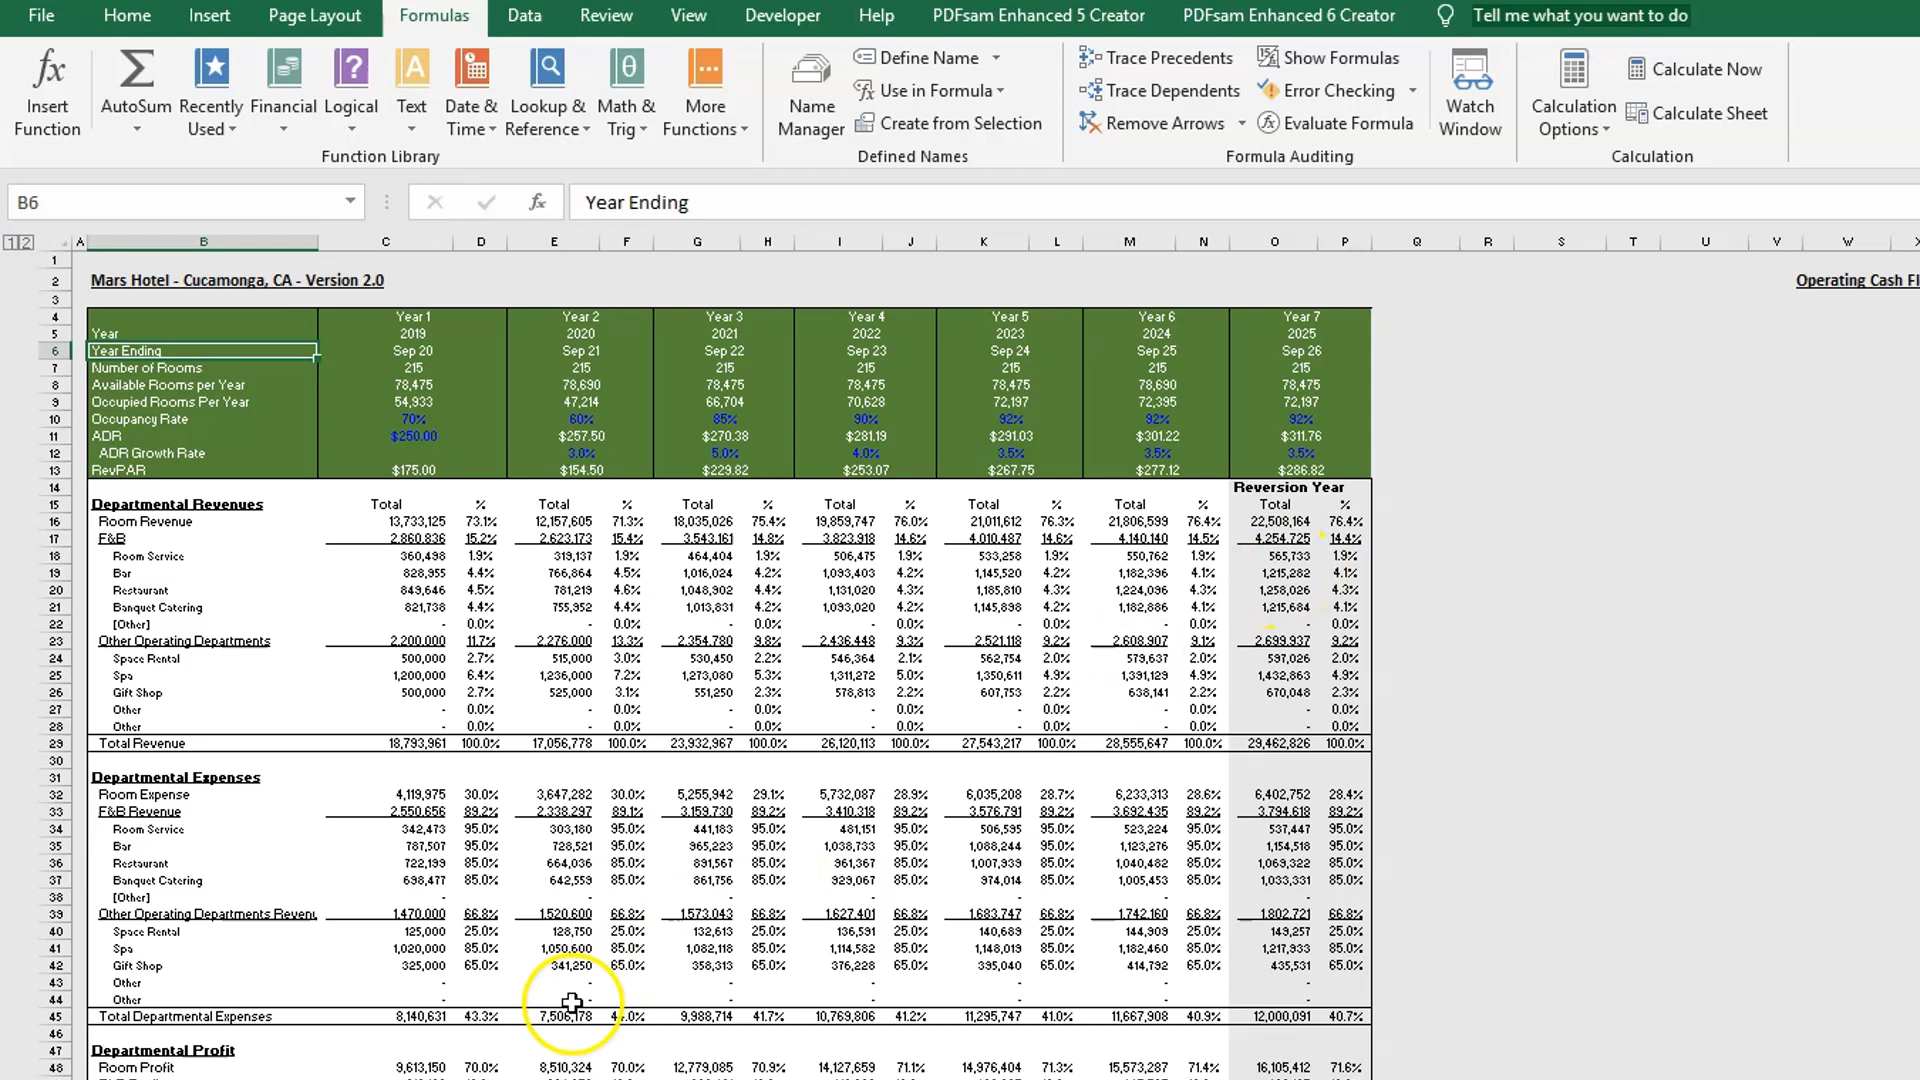 File Home Insert Page Layout Formulas Data Review View Developer Help PDFsam Enhanced 5 Creator PDFsam Enhanced 6 Creator Tell me what you want to do
Insert Function
AutoSum
Recently Used
Financial
Logical
Text
Date & Time
Lookup & Reference
Math & Trig
More Functions
Function Library
Name Manager
Define Name
Use in Formula
Create from Selection
Defined Names
Trace Precedents
Trace Dependents
Remove Arrows
Show Formulas
Error Checking
Evaluate Formula
Formula Auditing
Watch Window
Calculation Options
Calculate Now
Calculate Sheet
Calculation
B6 fx Year Ending
1 2 A B C D E F G H I J K L M N O P Q R S T U V W X
1
2 Mars Hotel - Cucamonga, CA - Version 2.0 Operating Cash Fl
3
4 Year 1 Year 2 Year 3 Year 4 Year 5 Year 6 Year 7
5 Year 2019 2020 2021 2022 2023 2024 2025
6 Year Ending Sep 20 Sep 21 Sep 22 Sep 23 Sep 24 Sep 25 Sep 26
7 Number of Rooms 215 215 215 215 215 215 215
8 Available Rooms per Year 78,475 78,690 78,475 78,475 78,475 78,690 78,475
9 Occupied Rooms Per Year 54,933 47,214 66,704 70,628 72,197 72,395 72,197
10 Occupancy Rate 70% 60% 85% 90% 92% 92% 92%
11 ADR $250.00 $257.50 $270.38 $281.19 $291.03 $301.22 $311.76
12 ADR Growth Rate 3.0% 5.0% 4.0% 3.5% 3.5% 3.5%
13 RevPAR $175.00 $154.50 $229.82 $253.07 $267.75 $277.12 $286.82
14 Reversion Year
15 Departmental Revenues Total % Total % Total % Total % Total % Total % Total %
16 Room Revenue 13,733,125 73.1% 12,157,605 71.3% 18,035,026 75.4% 19,859,747 76.0% 21,011,612 76.3% 21,806,599 76.4% 22,508,164 76.4%
17 F&B 2,860,836 15.2% 2,623,173 15.4% 3,543,161 14.8% 3,823,918 14.6% 4,010,487 14.6% 4,140,140 14.5% 4,254,725 14.4%
18 Room Service 360,498 1.9% 319,137 1.9% 464,404 1.9% 506,475 1.9% 533,258 1.9% 550,762 1.9% 565,733 1.9%
19 Bar 828,955 4.4% 766,864 4.5% 1,016,024 4.2% 1,093,403 4.2% 1,145,520 4.2% 1,182,396 4.1% 1,215,282 4.1%
20 Restaurant 849,646 4.5% 781,219 4.6% 1,048,902 4.4% 1,131,020 4.3% 1,185,810 4.3% 1,224,096 4.3% 1,258,026 4.3%
21 Banquet Catering 821,738 4.4% 755,952 4.4% 1,013,831 4.2% 1,093,020 4.2% 1,145,898 4.2% 1,182,886 4.1% 1,215,684 4.1%
22 [Other] - 0.0% - 0.0% - 0.0% - 0.0% - 0.0% - 0.0% - 0.0%
23 Other Operating Departments 2,200,000 11.7% 2,276,000 13.3% 2,354,780 9.8% 2,436,448 9.3% 2,521,118 9.2% 2,608,907 9.1% 2,699,937 9.2%
24 Space Rental 500,000 2.7% 515,000 3.0% 530,450 2.2% 546,364 2.1% 562,754 2.0% 579,637 2.0% 597,026 2.0%
25 Spa 1,200,000 6.4% 1,236,000 7.2% 1,273,080 5.3% 1,311,272 5.0% 1,350,611 4.9% 1,391,129 4.9% 1,432,863 4.9%
26 Gift Shop 500,000 2.7% 525,000 3.1% 551,250 2.3% 578,813 2.2% 607,753 2.2% 638,141 2.2% 670,048 2.3%
27 Other - 0.0% - 0.0% - 0.0% - 0.0% - 0.0% - 0.0% - 0.0%
28 Other - 0.0% - 0.0% - 0.0% - 0.0% - 0.0% - 0.0% - 0.0%
29 Total Revenue 18,793,961 100.0% 17,056,778 100.0% 23,932,967 100.0% 26,120,113 100.0% 27,543,217 100.0% 28,555,647 100.0% 29,462,826 100.0%
30
31 Departmental Expenses
32 Room Expense 4,119,975 30.0% 3,647,282 30.0% 5,255,942 29.1% 5,732,087 28.9% 6,035,208 28.7% 6,233,313 28.6% 6,402,752 28.4%
33 F&B Revenue 2,550,656 89.2% 2,338,297 89.1% 3,159,730 89.2% 3,410,318 89.2% 3,576,791 89.2% 3,692,435 89.2% 3,794,618 89.2%
34 Room Service 342,473 95.0% 303,180 95.0% 441,183 95.0% 481,151 95.0% 506,595 95.0% 523,224 95.0% 537,447 95.0%
35 Bar 787,507 95.0% 728,521 95.0% 965,223 95.0% 1,038,733 95.0% 1,088,244 95.0% 1,123,276 95.0% 1,154,518 95.0%
36 Restaurant 722,199 85.0% 664,036 85.0% 891,567 85.0% 961,367 85.0% 1,007,939 85.0% 1,040,482 85.0% 1,069,322 85.0%
37 Banquet Catering 698,477 85.0% 642,559 85.0% 861,756 85.0% 929,067 85.0% 974,014 85.0% 1,005,453 85.0% 1,033,331 85.0%
38 [Other] - - - - - - -
39 Other Operating Departments Revenu 1,470,000 66.8% 1,520,600 66.8% 1,573,043 66.8% 1,627,401 66.8% 1,683,747 66.8% 1,742,160 66.8% 1,802,721 66.8%
40 Space Rental 125,000 25.0% 128,750 25.0% 132,613 25.0% 136,591 25.0% 140,689 25.0% 144,909 25.0% 149,257 25.0%
41 Spa 1,020,000 85.0% 1,050,600 85.0% 1,082,118 85.0% 1,114,582 85.0% 1,148,019 85.0% 1,182,460 85.0% 1,217,933 85.0%
42 Gift Shop 325,000 65.0% 341,250 65.0% 358,313 65.0% 376,228 65.0% 395,040 65.0% 414,792 65.0% 435,531 65.0%
43 Other - - - - - - -
44 Other - - - - - - -
45 Total Departmental Expenses 8,140,631 43.3% 7,506,178 9,988,714 41.7% 10,769,806 41.2% 11,295,747 41.0% 11,667,908 40.9% 12,000,091 40.7%
46
47 Departmental Profit
48 Room Profit 9,613,150 70.0% 8,510,324 70.0% 12,779,085 70.9% 14,127,659 71.1% 14,976,404 71.3% 15,573,287 71.4% 16,105,412 71.6%